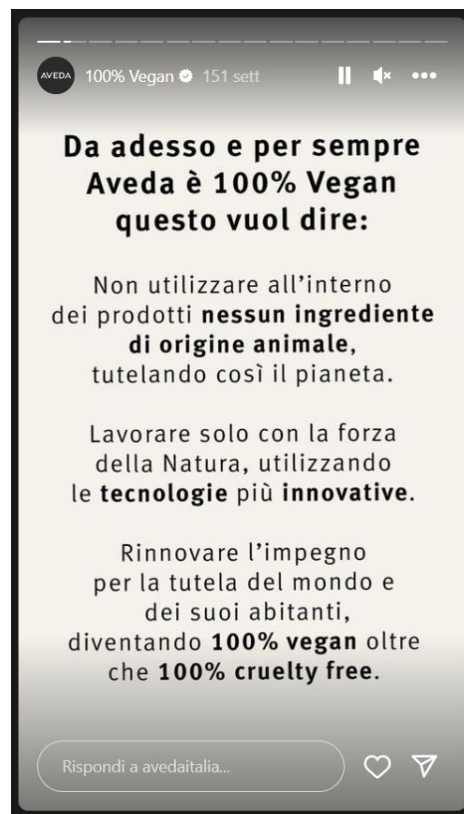 AVEDA
100% Vegan 151 sett
Da adesso e per sempre
Aveda è 100% Vegan
questo vuol dire:
Non utilizzare all'interno
dei prodotti nessun ingrediente
di origine animale,
tutelando così il pianeta.
Lavorare solo con la forza
della Natura, utilizzando
le tecnologie più innovative.
Rinnovare l'impegno
per la tutela del mondo e
dei suoi abitanti,
diventando 100% vegan oltre
che 100% cruelty free.
Rispondi a avedaitalia...